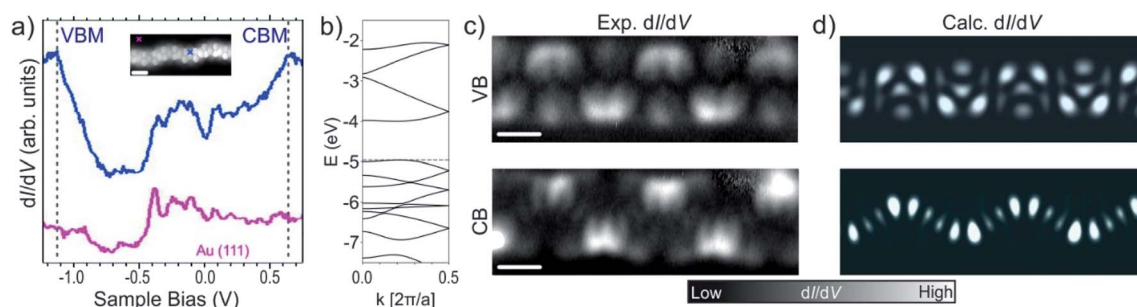 a)
VBM
CBM
dI/dV (arb. units)
Au (111)
-1.0
-0.5
0.0
0.5
Sample Bias (V)
b)
-2
-3
-4
-5
-6
-7
E (eV)
0.0
0.5
k [2π/a]
c)
Exp. dI/dV
VB
CB
Low
dI/dV
High
d)
Calc. dI/dV